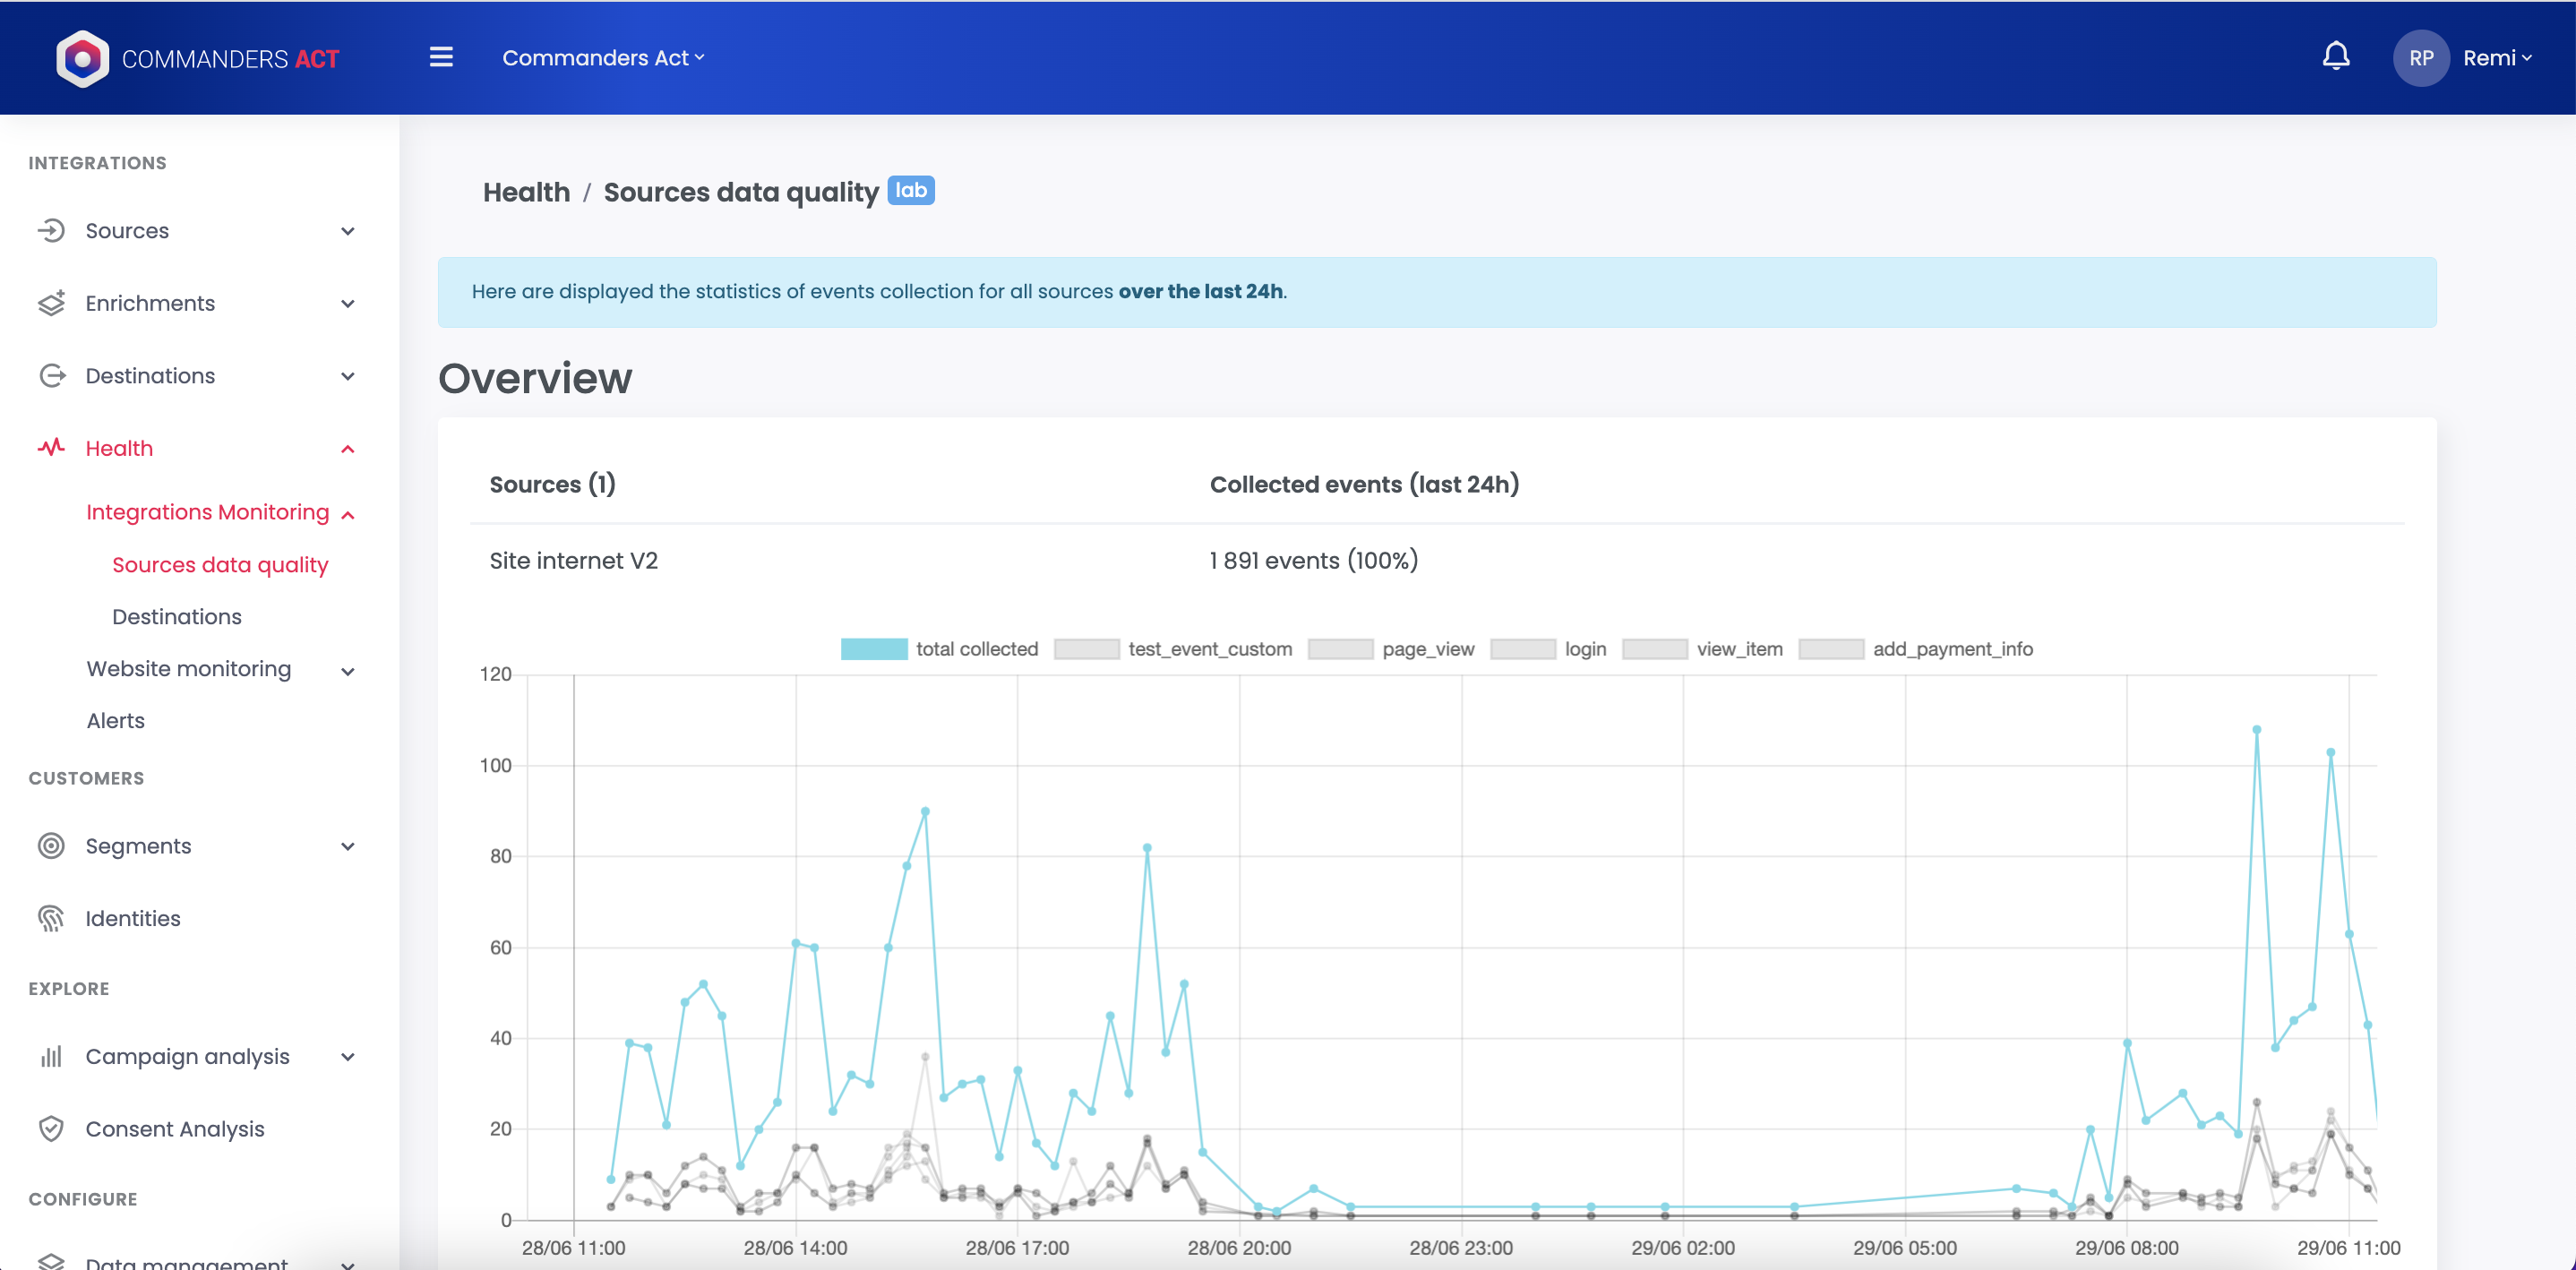 COMMANDERS ACT
Commanders Act
RP
Remi
INTEGRATIONS
Sources
Enrichments
Destinations
Health
Integrations Monitoring
Sources data quality
Destinations
Website monitoring
Alerts
CUSTOMERS
Segments
Identities
EXPLORE
Campaign analysis
Consent Analysis
CONFIGURE
Data management
Health / Sources data quality lab
Here are displayed the statistics of events collection for all sources over the last 24h.
Overview
Sources (1) Collected events (last 24h)
Site internet V2 1 891 events (100%)
total collected test_event_custom page_view login view_item add_payment_info
120
100
80
60
40
20
0
28/06 11:00 28/06 14:00 28/06 17:00 28/06 20:00 28/06 23:00 29/06 02:00 29/06 05:00 29/06 08:00 29/06 11:00